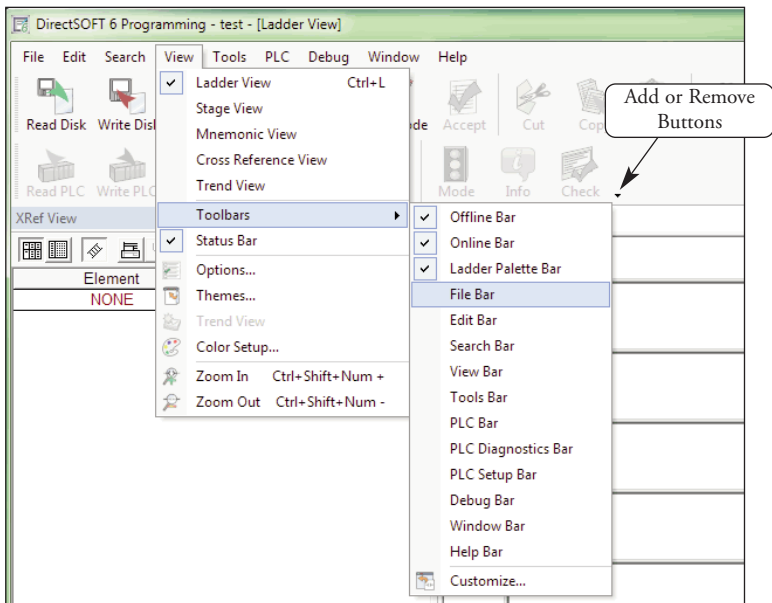 DirectSOFT 6 Programming - test - [Ladder View]
File Edit Search View Tools PLC Debug Window Help
Read Disk Write Disk
Accept Cut
Add or Remove
Buttons
Read PLC Write PLC
Mode Info Check
XRef View
Element
NONE
Ladder View Ctrl+L
Stage View
Mnemonic View
Cross Reference View
Trend View
Toolbars
Status Bar
Options...
Themes...
Trend View
Color Setup...
Zoom In Ctrl+Shift+Num +
Zoom Out Ctrl+Shift+Num -
Offline Bar
Online Bar
Ladder Palette Bar
File Bar
Edit Bar
Search Bar
View Bar
Tools Bar
PLC Bar
PLC Diagnostics Bar
PLC Setup Bar
Debug Bar
Window Bar
Help Bar
Customize...